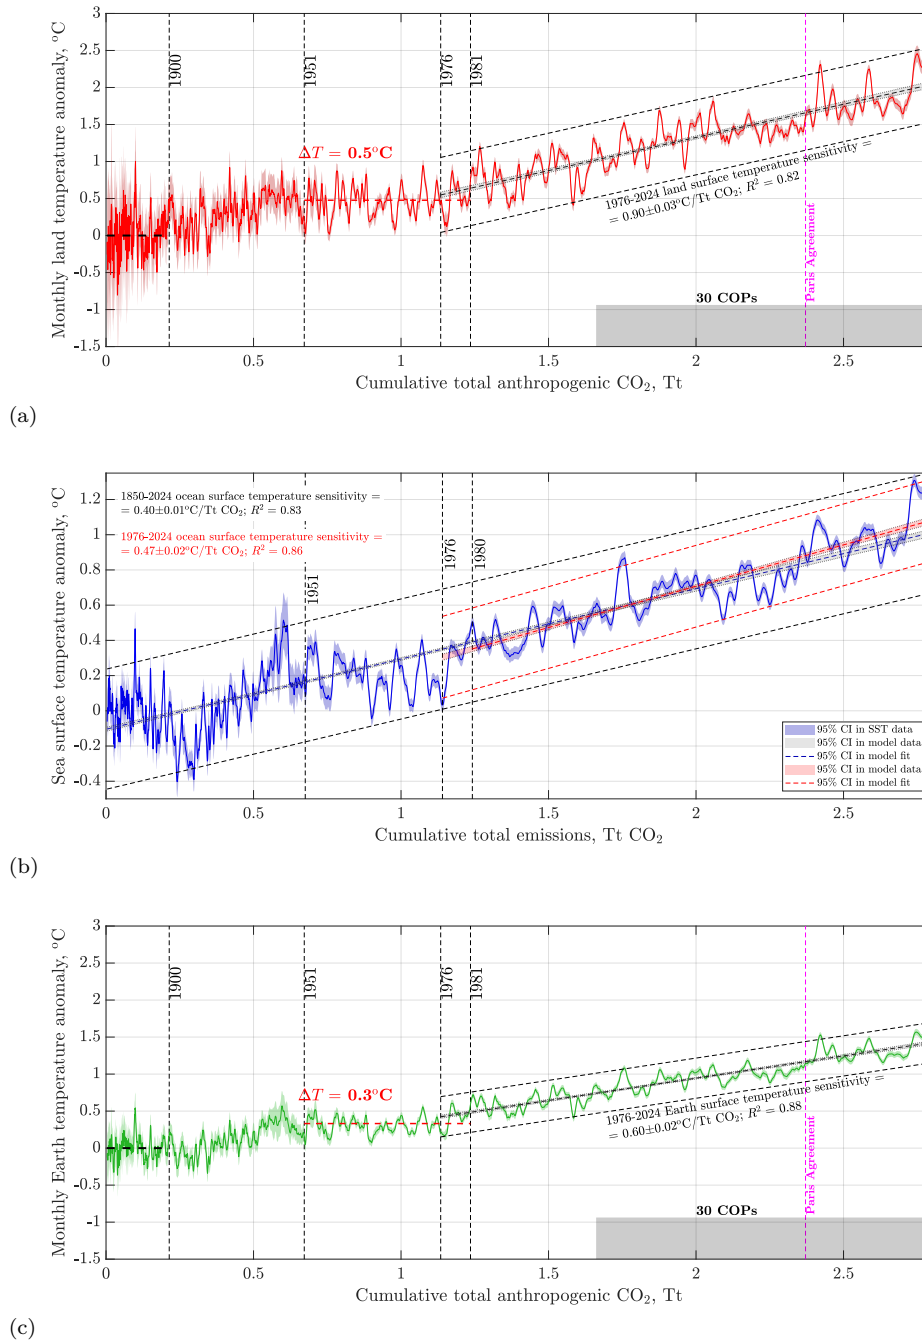 3
2.5
2
1.5
1
0.5
0
-0.5
-1
-1.5
Monthly land temperature anomaly, °C
1900
1951
1976
1981
ΔT = 0.5°C
1976-2024 land surface temperature sensitivity =
= 0.90±0.03°C/Tt CO₂; R² = 0.82
Paris Agreement
30 COPs
0
0.5
1
1.5
2
2.5
Cumulative total anthropogenic CO₂, Tt
(a)
1.2
1
0.8
0.6
0.4
0.2
0
-0.2
-0.4
Sea surface temperature anomaly, °C
1850-2024 ocean surface temperature sensitivity =
= 0.40±0.01°C/Tt CO₂; R² = 0.83
1976-2024 ocean surface temperature sensitivity =
= 0.47±0.02°C/Tt CO₂; R² = 0.86
1951
1976
1980
95% CI in SST data
95% CI in model data
95% CI in model fit
95% CI in model data
95% CI in model fit
0
0.5
1
1.5
2
2.5
Cumulative total emissions, Tt CO₂
(b)
3
2.5
2
1.5
1
0.5
0
-0.5
-1
-1.5
Monthly Earth temperature anomaly, °C
1900
1951
1976
1981
ΔT = 0.3°C
1976-2024 Earth surface temperature sensitivity =
= 0.60±0.02°C/Tt CO₂; R² = 0.88
Paris Agreement
30 COPs
0
0.5
1
1.5
2
2.5
Cumulative total anthropogenic CO₂, Tt
(c)